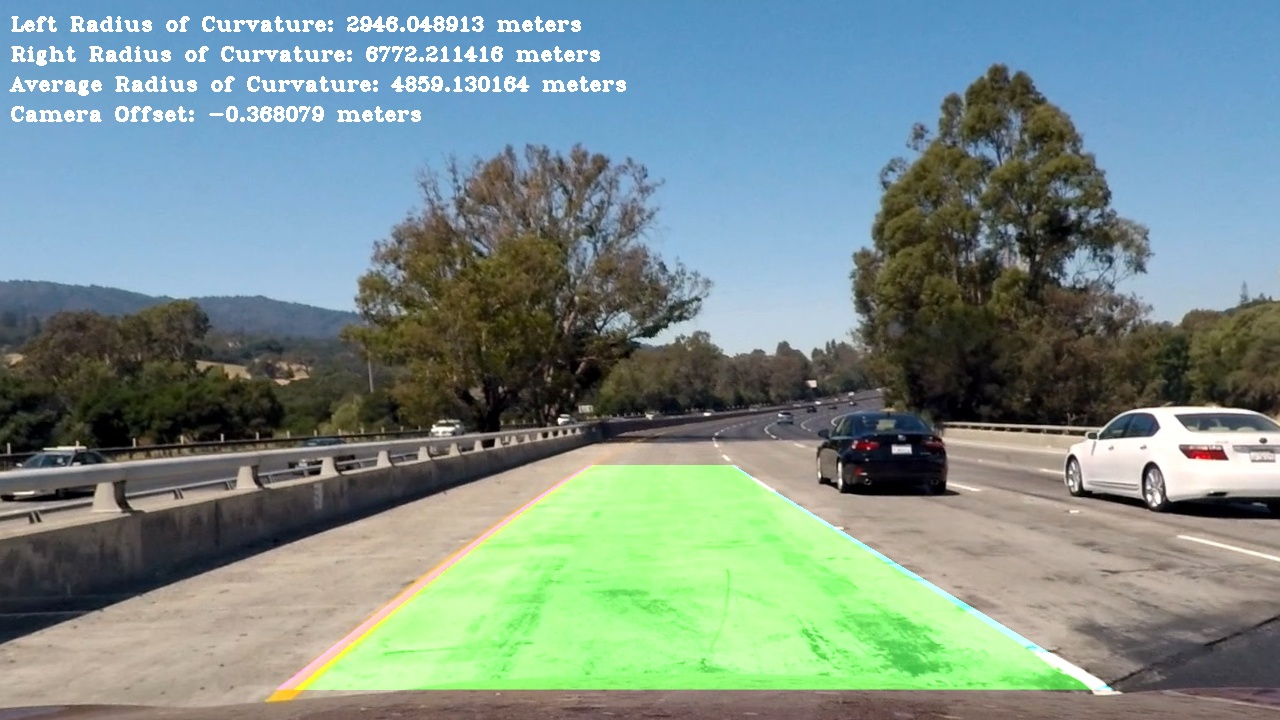 Left Radius of Curvature: 2946.048913 meters
Right Radius of Curvature: 6772.211416 meters
Average Radius of Curvature: 4859.130164 meters
Camera Offset: -0.368079 meters